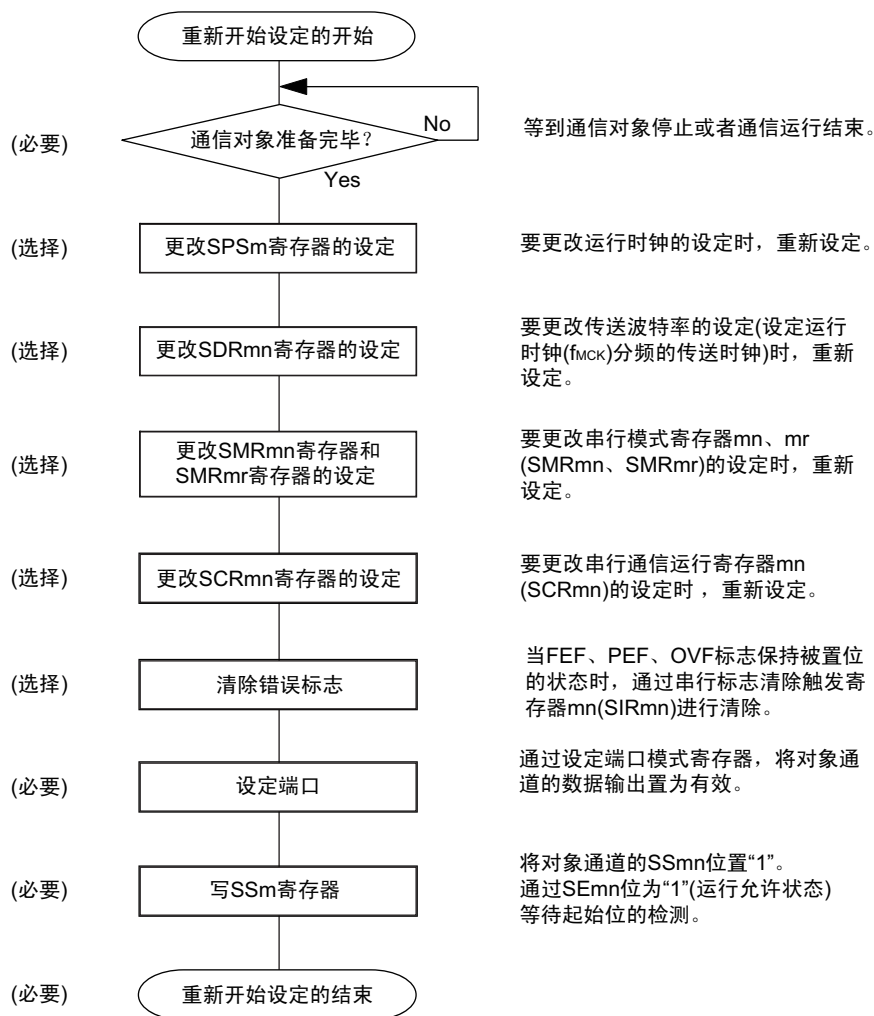 重新开始设定的开始
(必要)
通信对象准备完毕？
No
Yes
等到通信对象停止或者通信运行结束。
(选择)
更改SPSm寄存器的设定
要更改运行时钟的设定时，重新设定。
(选择)
更改SDRmn寄存器的设定
要更改传送波特率的设定(设定运行
时钟(fMCK)分频的传送时钟)时，重新
设定。
(选择)
更改SMRmn寄存器和
SMRmr寄存器的设定
要更改串行模式寄存器mn、mr
(SMRmn、SMRmr)的设定时，重新
设定。
(选择)
更改SCRmn寄存器的设定
要更改串行通信运行寄存器mn
(SCRmn)的设定时 ，重新设定。
(选择)
清除错误标志
当FEF、PEF、OVF标志保持被置位
的状态时，通过串行标志清除触发寄
存器mn(SIRmn)进行清除。
(必要)
设定端口
通过设定端口模式寄存器，将对象通
道的数据输出置为有效。
(必要)
写SSm寄存器
将对象通道的SSmn位置“1”。
通过SEmn位为“1”(运行允许状态)
等待起始位的检测。
(必要)
重新开始设定的结束